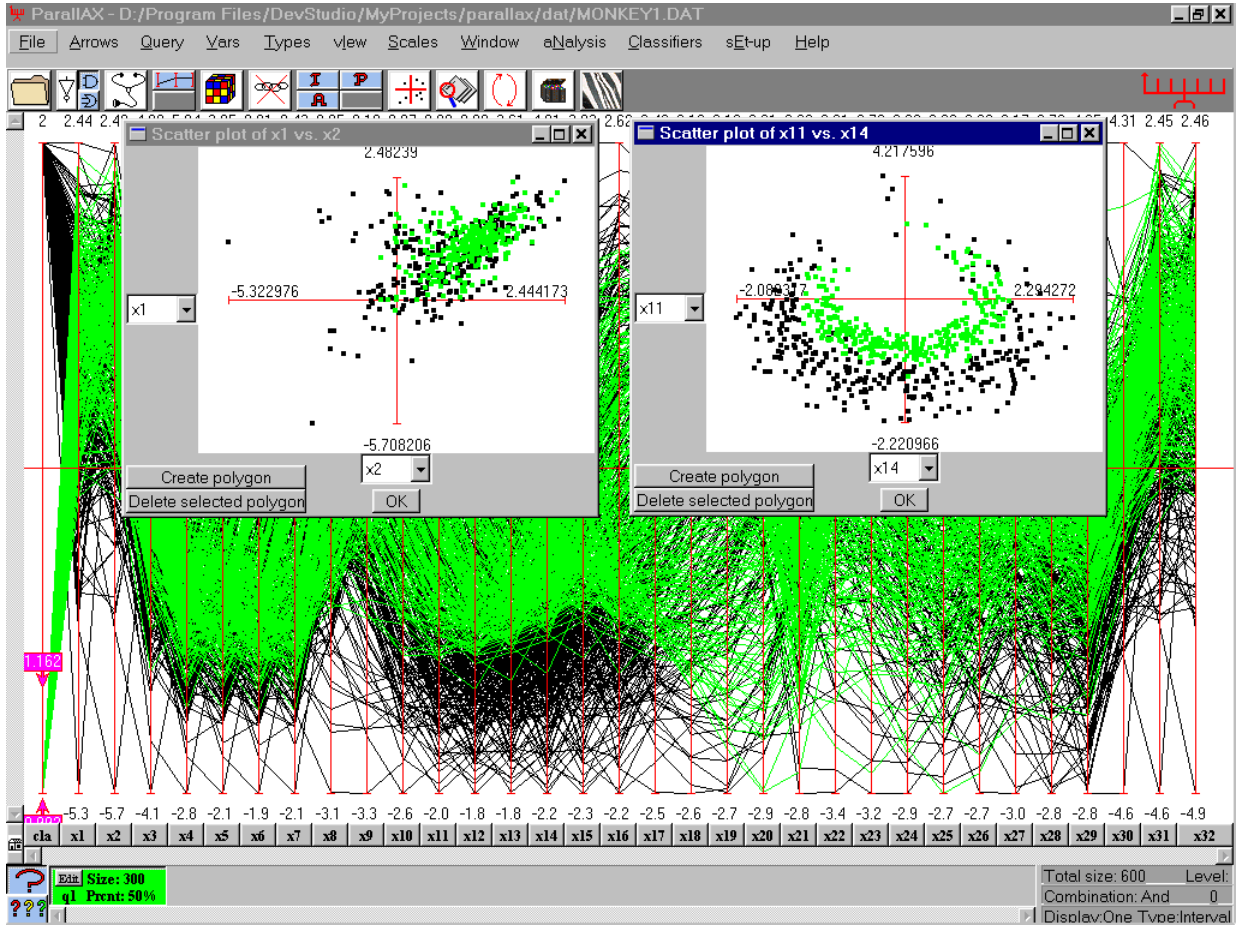 ParallAX - D:/Program Files/DevStudio/MyProjects/parallax/dat/MONKEY1.DAT
File Arrows Query Vars Types vIew Scales Window aNalysis Classifiers sEt-up Help
I P
A
2 2.44 2.62 4.31 2.45 2.46
Scatter plot of x1 vs. x2
2.48239
-5.322976
2.444173
x1
-5.708206
x2
Create polygon
Delete selected polygon
OK
Scatter plot of x11 vs. x14
4.217596
2.294272
x11
-2.220966
x14
Create polygon
Delete selected polygon
OK
1.162
-5.3 -5.7 -4.1 -2.8 -2.1 -1.9 -2.1 -3.1 -3.3 -2.6 -2.0 -1.8 -1.8 -2.2 -2.3 -2.2 -2.5 -2.6 -2.7 -2.9 -2.8 -3.4 -3.2 -2.9 -2.7 -2.7 -3.0 -2.8 -2.8 -4.6 -4.6 -4.9
cla x1 x2 x3 x4 x5 x6 x7 x8 x9 x10 x11 x12 x13 x14 x15 x16 x17 x18 x19 x20 x21 x22 x23 x24 x25 x26 x27 x28 x29 x30 x31 x32
? ???
Edit Size: 300
q1 Prcnt: 50%
Total size: 600 Level:
Combination: And 0
Display:One Type:Interval